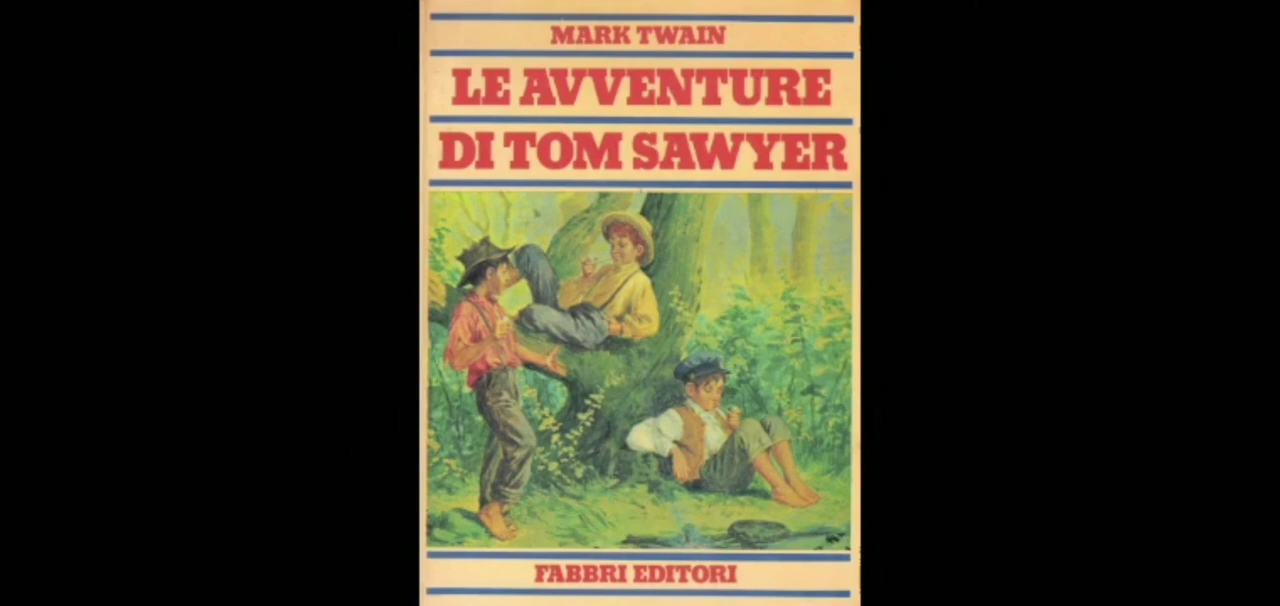 MARK TWAIN
LE AVVENTURE
DI TOM SAWYER
FABBRI EDITORI